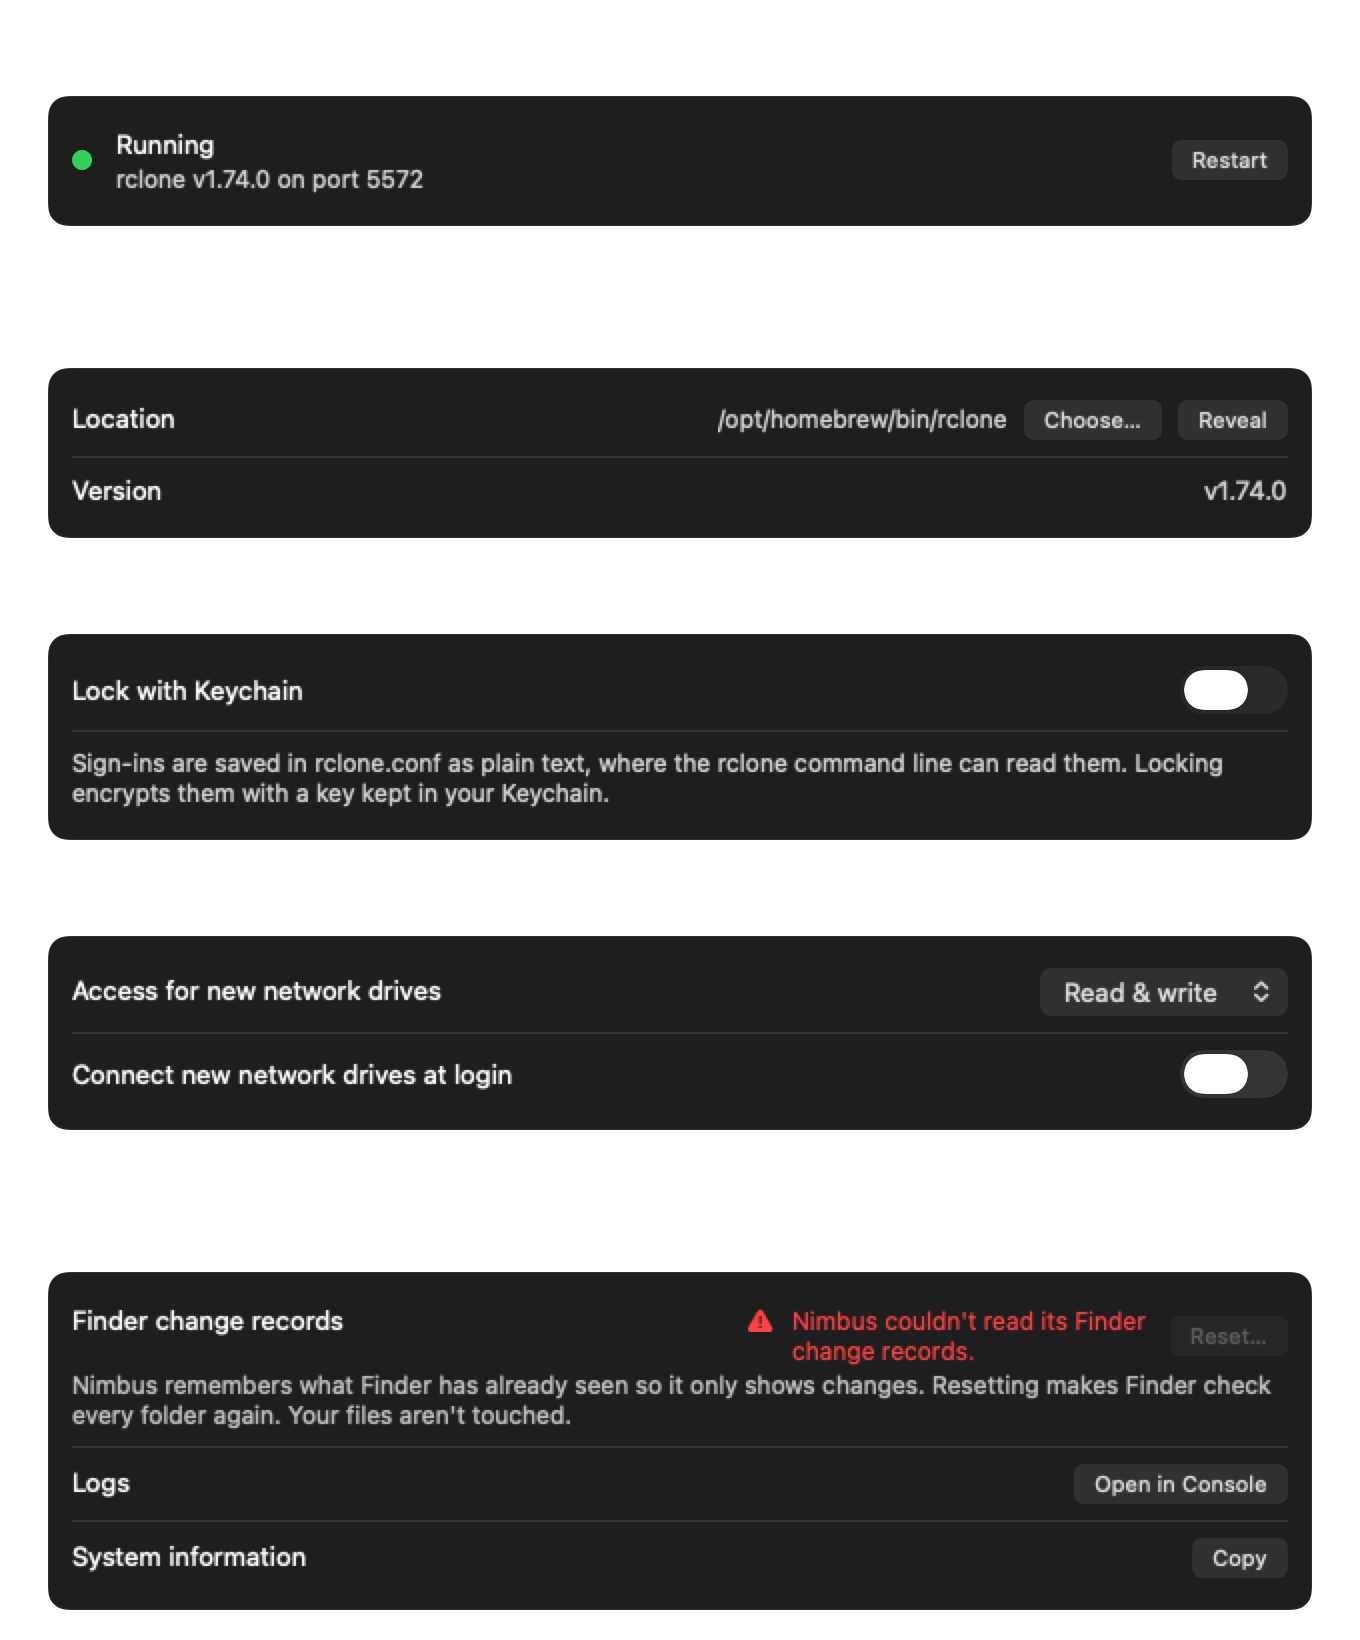 Running
rclone v1.74.0 on port 5572
Restart
Location
/opt/homebrew/bin/rclone
Choose...
Reveal
Version
v1.74.0
Lock with Keychain
Sign-ins are saved in rclone.conf as plain text, where the rclone command line can read them. Locking
encrypts them with a key kept in your Keychain.
Access for new network drives
Read & write
Connect new network drives at login
Finder change records
Nimbus couldn't read its Finder
change records.
Reset...
Nimbus remembers what Finder has already seen so it only shows changes. Resetting makes Finder check
every folder again. Your files aren't touched.
Logs
Open in Console
System information
Copy